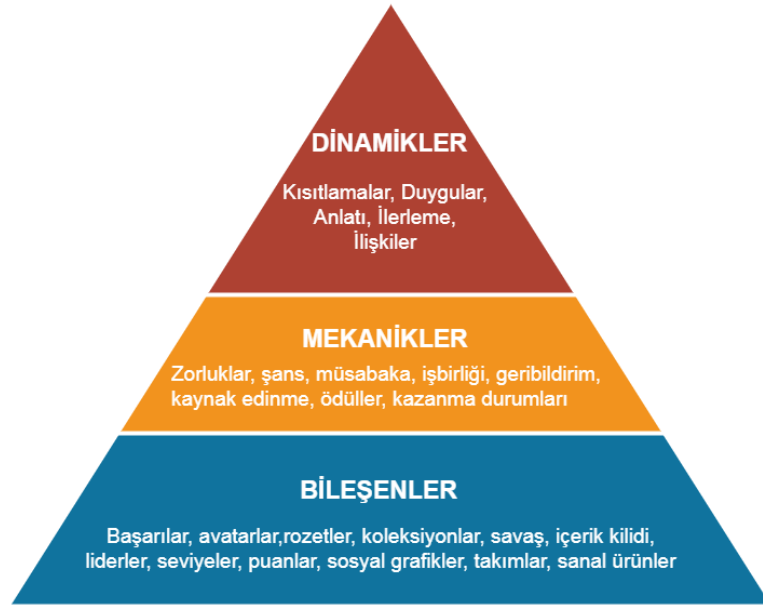 DİNAMİKLER
Kısıtlamalar, Duygular,
Anlatı, İlerleme,
İlişkiler
MEKANİKLER
Zorluklar, şans, müsabaka, işbirliği, geribildirim,
kaynak edinme, ödüller, kazanma durumları
BİLEŞENLER
Başarılar, avatarlar,rozetler, koleksiyonlar, savaş, içerik kilidi,
liderler, seviyeler, puanlar, sosyal grafikler, takımlar, sanal ürünler